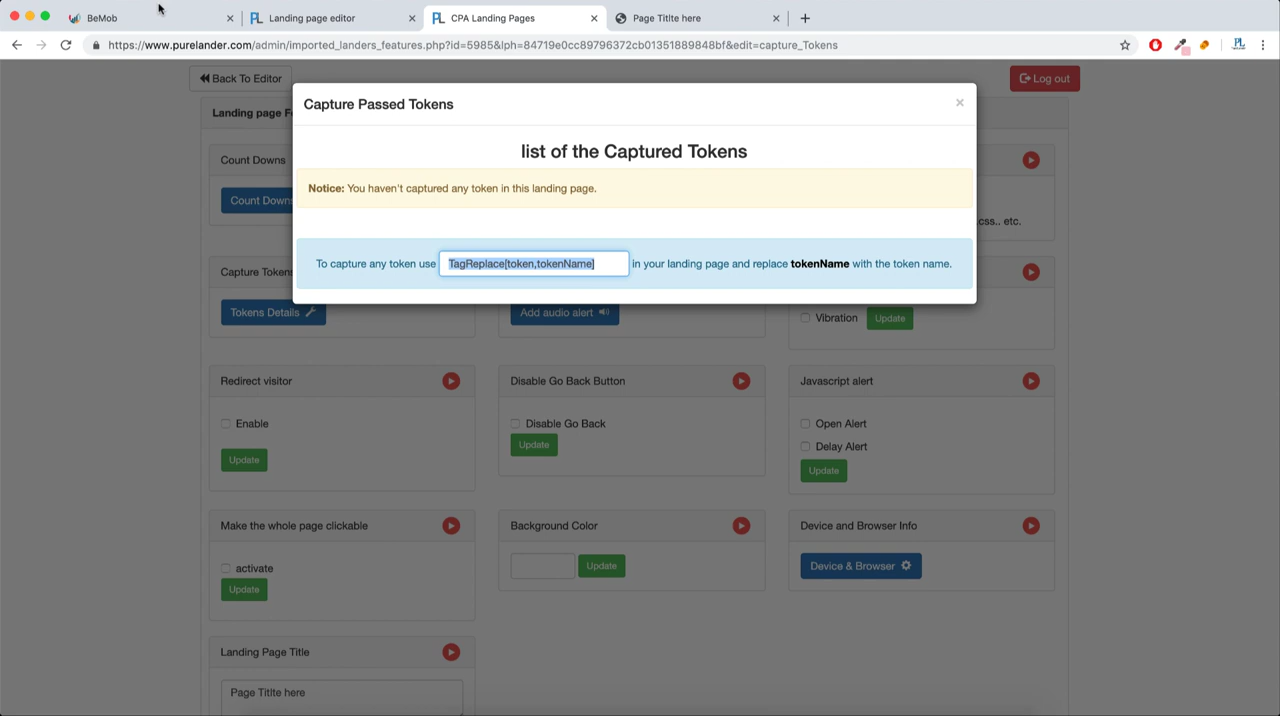 BeMob
Landing page editor
CPA Landing Pages
Page Titlte here
https://www.purelander.com/admin/imported_landers_features.php?id=5985&lph=84719e0cc89796372cb01351889848bf&edit=capture_Tokens
Back To Editor
Log out
Capture Passed Tokens
×
Landing page Fe
list of the Captured Tokens
Count Downs
Notice: You haven't captured any token in this landing page.
Count Downs
css.. etc.
To capture any token use TagReplace[token,tokenName] in your landing page and replace tokenName with the token name.
Capture Tokens
Tokens Details
Add audio alert
Vibration
Update
Redirect visitor
Disable Go Back Button
Javascript alert
Enable
Disable Go Back
Open Alert
Update
Delay Alert
Update
Update
Make the whole page clickable
Background Color
Device and Browser Info
activate
Update
Update
Device & Browser
Landing Page Title
Page Titlte here